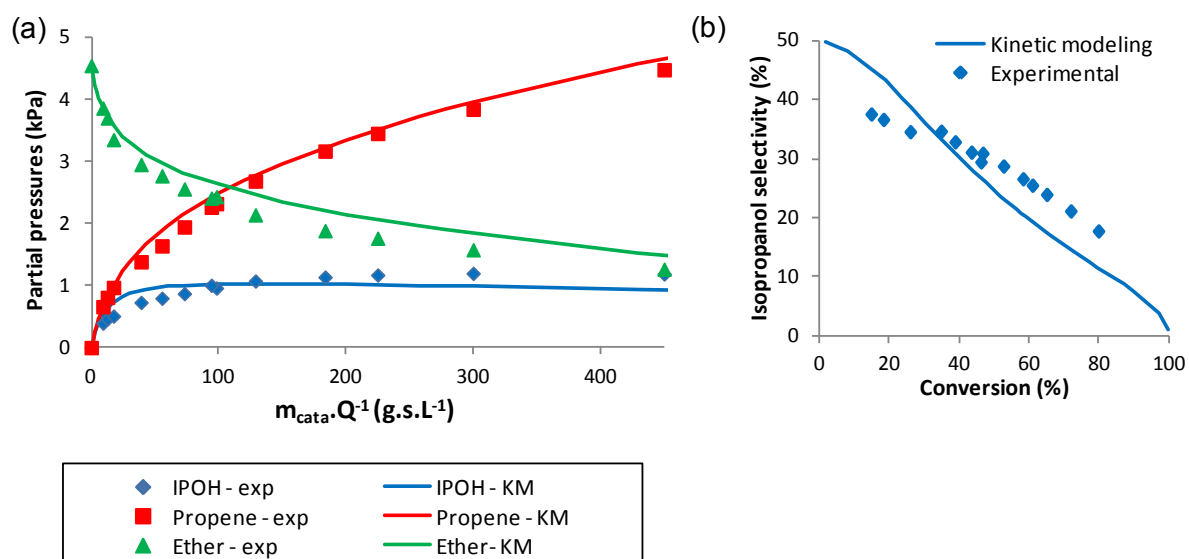 (a)
5
4
3
2
1
0
Partial pressures (kPa)
0 100 200 300 400
m_cata.Q⁻¹ (g.s.L⁻¹)
(b)
50
40
30
20
10
0
Isopropanol selectivity (%)
Kinetic modeling
Experimental
0 20 40 60 80 100
Conversion (%)
IPOH - exp IPOH - KM
Propene - exp Propene - KM
Ether - exp Ether- KM